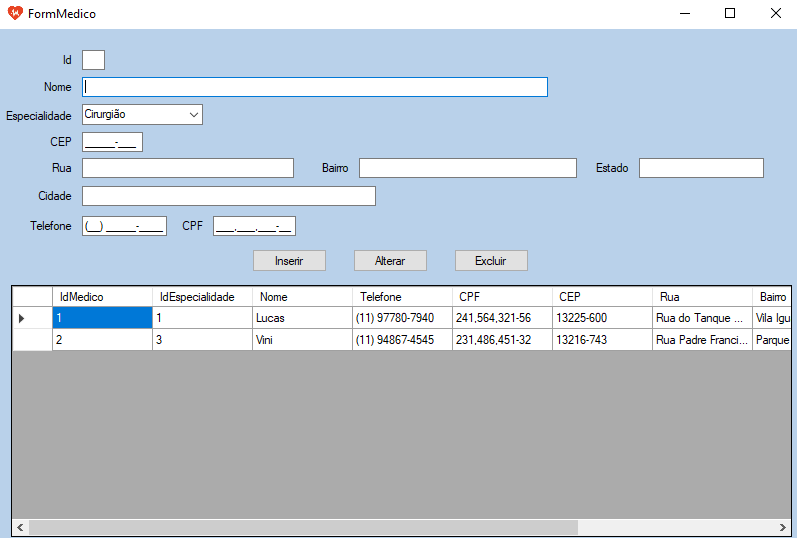 FormMedico
Id
Nome
Especialidade Cirurgião
CEP _____-___
Rua Bairro Estado
Cidade
Telefone (__) _____-____ CPF ___,___,___-__
Inserir Alterar Excluir
IdMedico IdEspecialidade Nome Telefone CPF CEP Rua Bairro
1 1 Lucas (11) 97780-7940 241,564,321-56 13225-600 Rua do Tanque ... Vila Igu
2 3 Vini (11) 94867-4545 231,486,451-32 13216-743 Rua Padre Franci... Parque